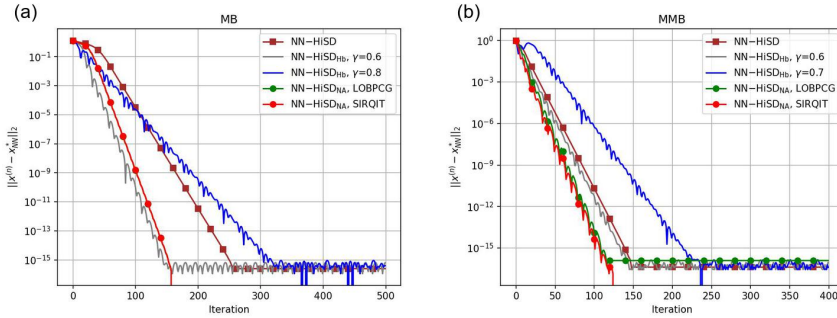 (a)
MB
NN−HiSD
NN−HiSD_Hb, γ=0.6
NN−HiSD_Hb, γ=0.8
NN−HiSD_NA, LOBPCG
NN−HiSD_NA, SIRQIT
||x^(n) − x*_NN||_2
10^−1
10^−3
10^−5
10^−7
10^−9
10^−11
10^−13
10^−15
0 100 200 300 400 500
Iteration
(b)
MMB
NN−HiSD
NN−HiSD_Hb, γ=0.6
NN−HiSD_Hb, γ=0.7
NN−HiSD_NA, LOBPCG
NN−HiSD_NA, SIRQIT
||x^(n) − x*_NN||_2
10^0
10^−3
10^−6
10^−9
10^−12
10^−15
0 50 100 150 200 250 300 350 400
Iteration